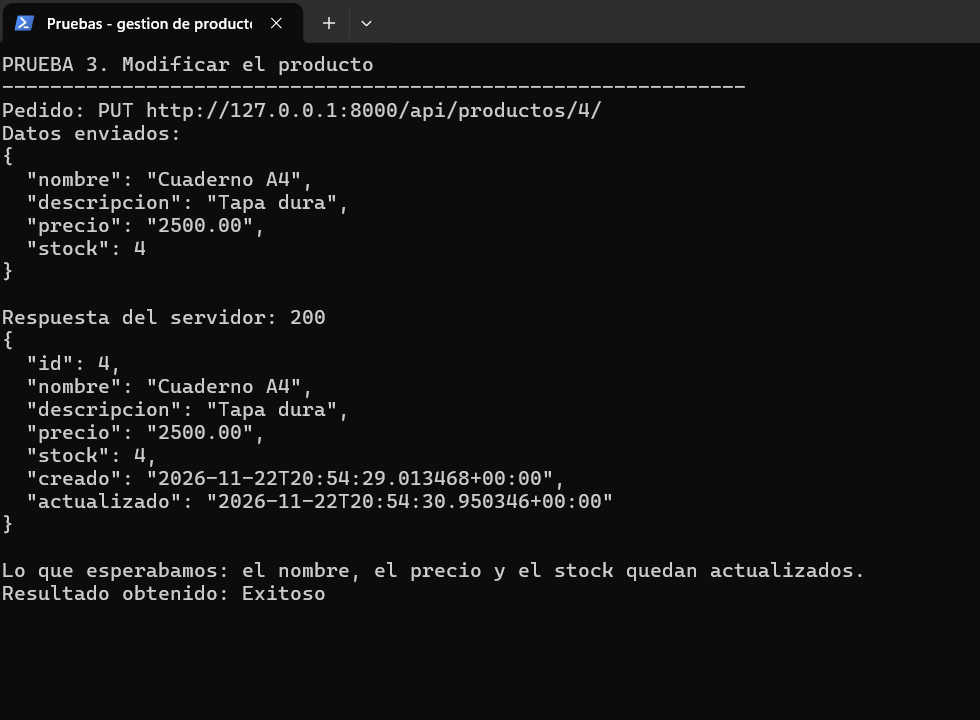 Pruebas - gestion de product
PRUEBA 3. Modificar el producto
--------------------------------------------------------------
Pedido: PUT http://127.0.0.1:8000/api/productos/4/
Datos enviados:
{
  "nombre": "Cuaderno A4",
  "descripcion": "Tapa dura",
  "precio": "2500.00",
  "stock": 4
}
Respuesta del servidor: 200
{
  "id": 4,
  "nombre": "Cuaderno A4",
  "descripcion": "Tapa dura",
  "precio": "2500.00",
  "stock": 4,
  "creado": "2026-11-22T20:54:29.013468+00:00",
  "actualizado": "2026-11-22T20:54:30.950346+00:00"
}
Lo que esperabamos: el nombre, el precio y el stock quedan actualizados.
Resultado obtenido: Exitoso